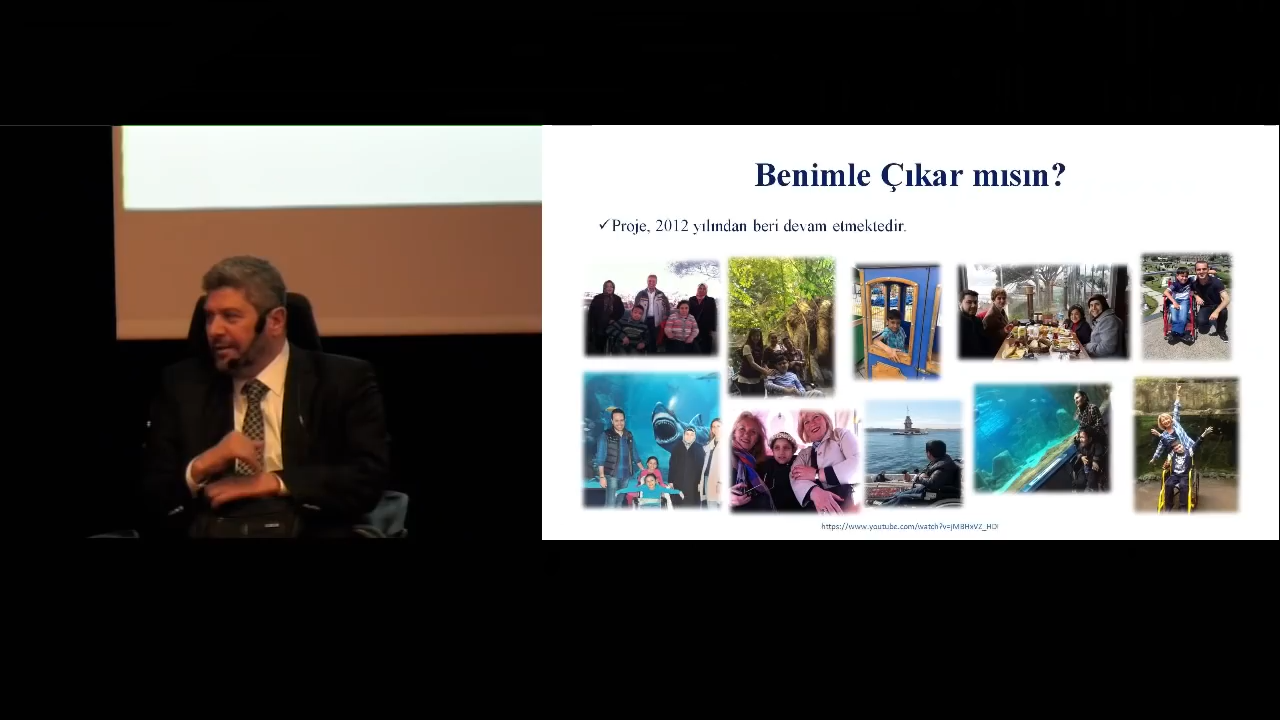 Benimle Çıkar mısın?
✓Proje, 2012 yılından beri devam etmektedir.